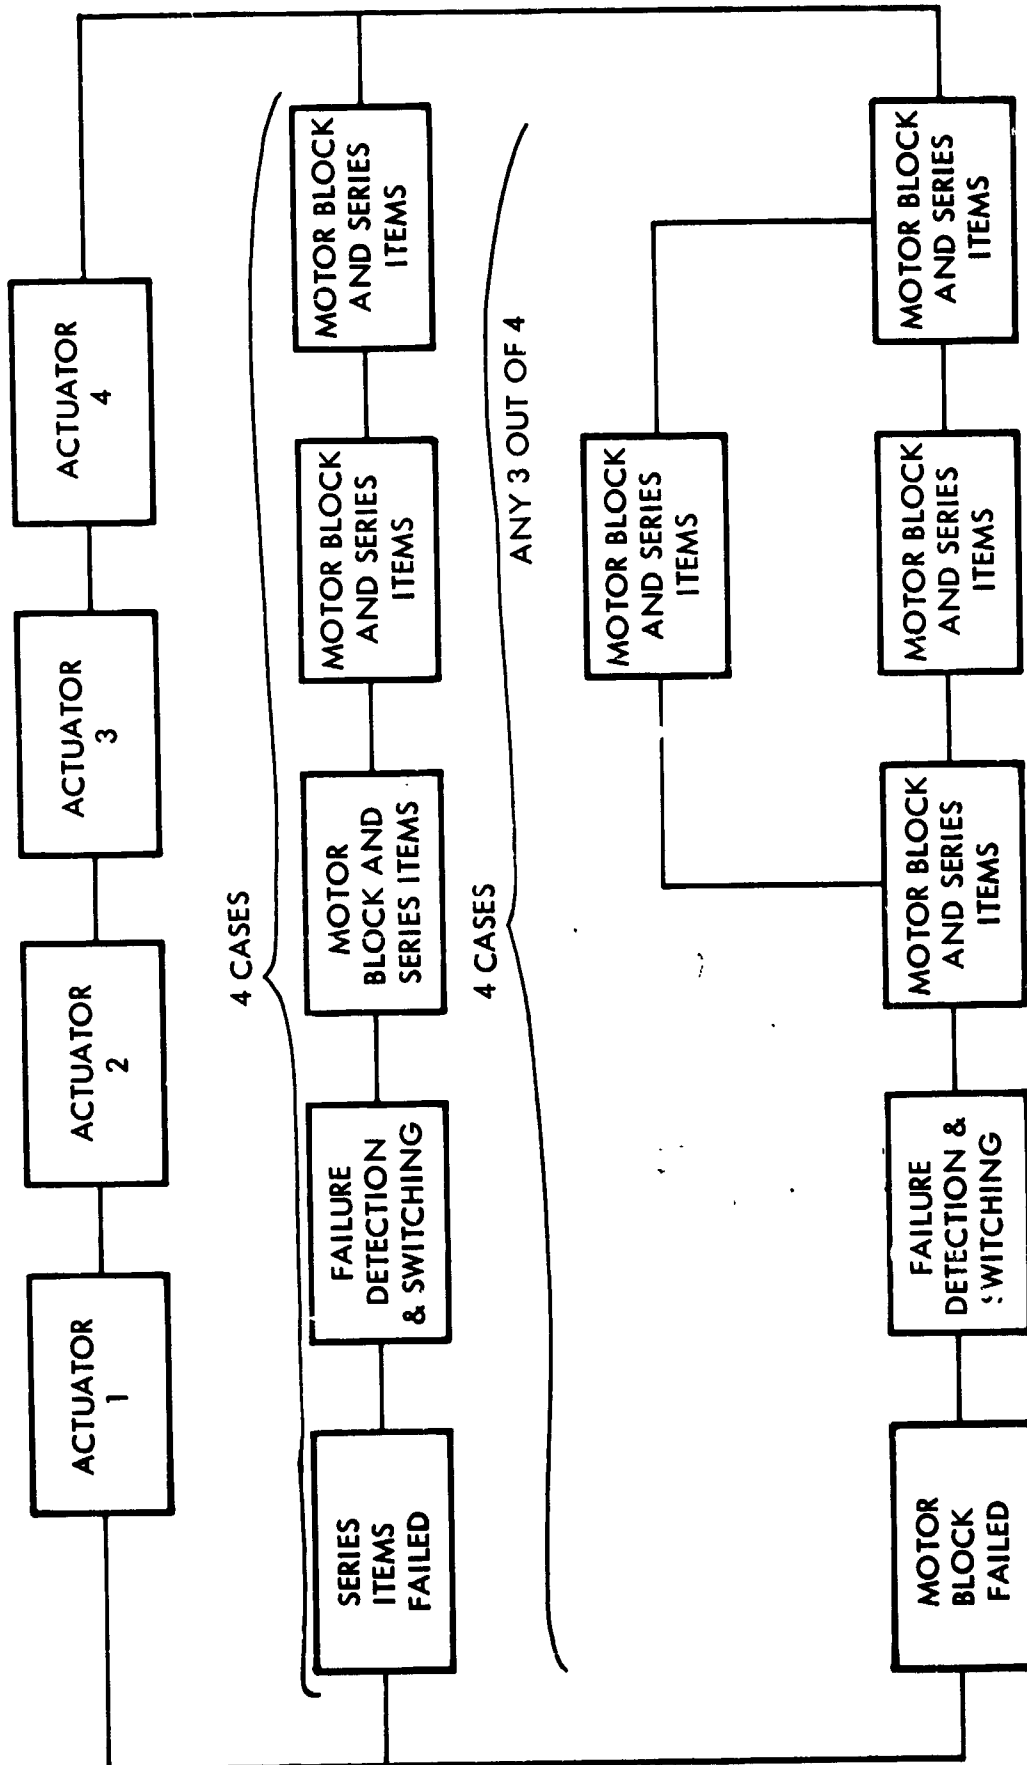 ACTUATOR
1
ACTUATOR
2
ACTUATOR
3
ACTUATOR
4
4 CASES
SERIES
ITEMS
FAILED
FAILURE
DETECTION
& SWITCHING
MOTOR
BLOCK AND
SERIES ITEMS
MOTOR BLOCK
AND SERIES
ITEMS
MOTOR BLOCK
AND SERIES
ITEMS
4 CASES
ANY 3 OUT OF 4
MOTOR BLOCK
AND SERIES
ITEMS
MOTOR
BLOCK
FAILED
FAILURE
DETECTION &
SWITCHING
MOTOR BLOCK
AND SERIES
ITEMS
MOTOR BLOCK
AND SERIES
ITEMS
MOTOR BLOCK
AND SERIES
ITEMS